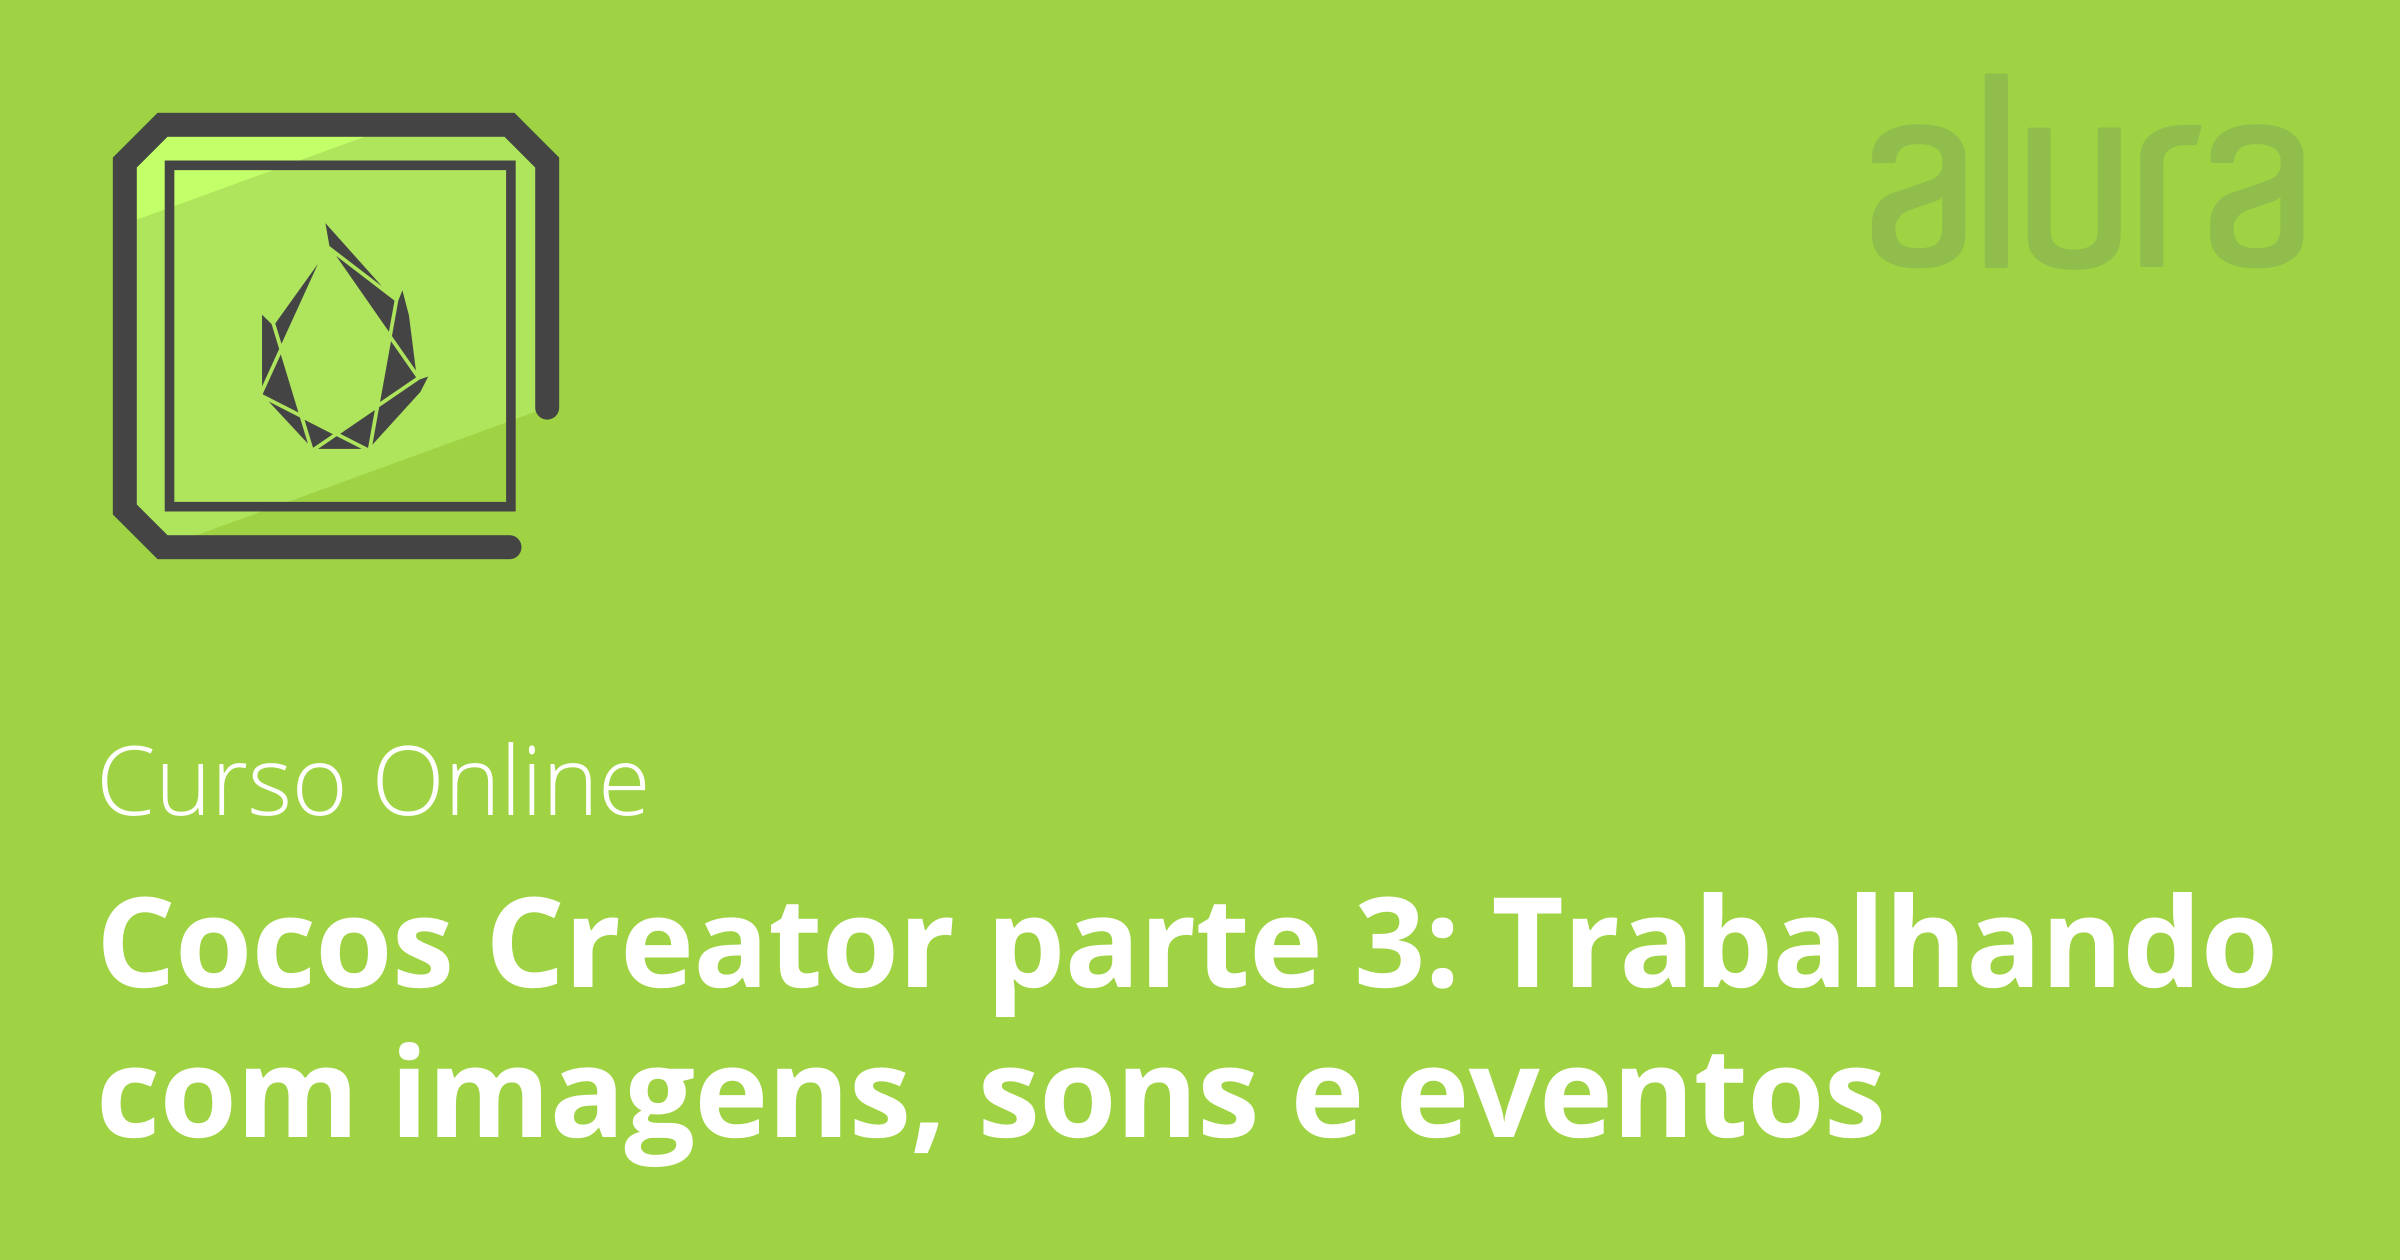 alura
Curso Online
Cocos Creator parte 3: Trabalhando
com imagens, sons e eventos